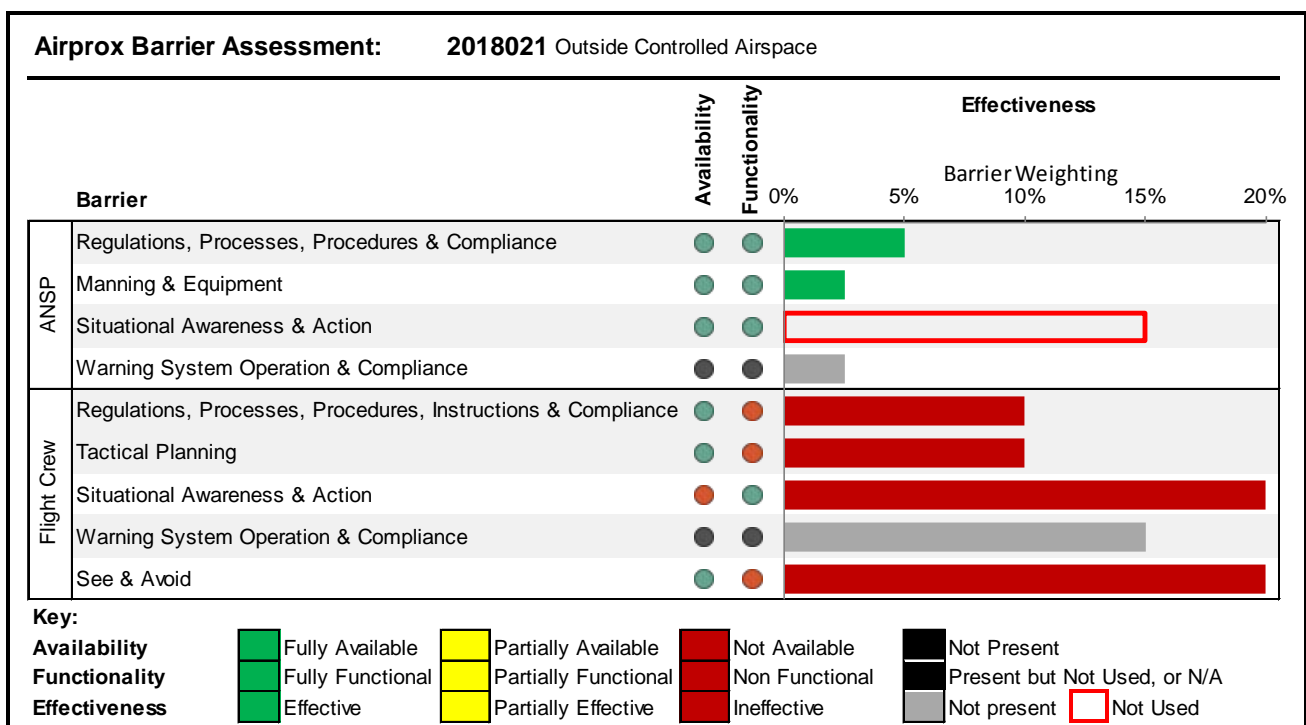 Airprox Barrier Assessment: 2018021 Outside Controlled Airspace
Availability
Functionality
Effectiveness
Barrier Weighting
Barrier
0% 5% 10% 15% 20%
ANSP
Regulations, Processes, Procedures & Compliance
Manning & Equipment
Situational Awareness & Action
Warning System Operation & Compliance
Flight Crew
Regulations, Processes, Procedures, Instructions & Compliance
Tactical Planning
Situational Awareness & Action
Warning System Operation & Compliance
See & Avoid
Key:
Availability Fully Available Partially Available Not Available Not Present
Functionality Fully Functional Partially Functional Non Functional Present but Not Used, or N/A
Effectiveness Effective Partially Effective Ineffective Not present Not Used